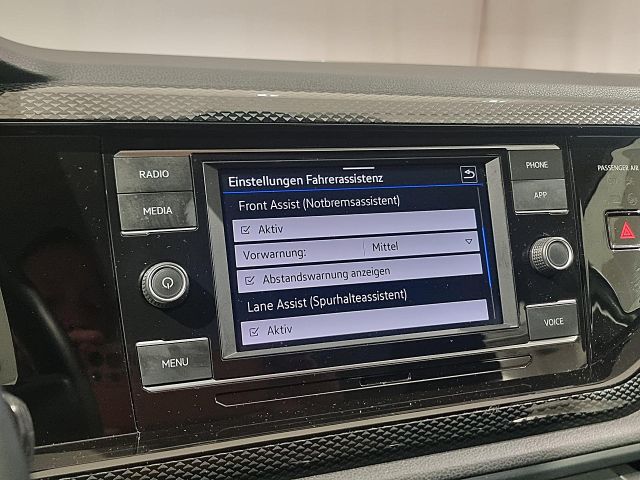 RADIO
MEDIA
MENU
Einstellungen Fahrerassistenz
Front Assist (Notbremsassistent)
Aktiv
Vorwarnung: Mittel
Abstandswarnung anzeigen
Lane Assist (Spurhalteassistent)
Aktiv
PHONE
APP
VOICE
PASSENGER AIR